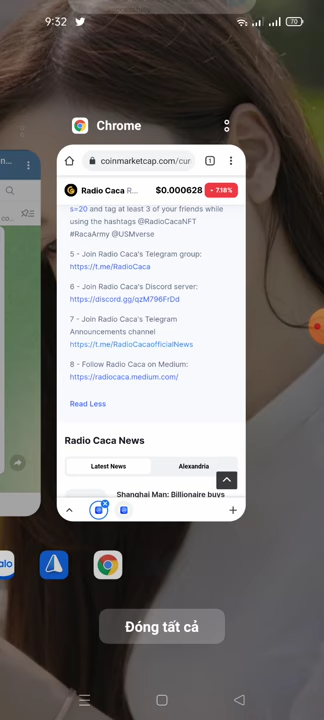 9:32
70
n...
Chrome
coinmarketcap.com/cur
1
Radio Caca R...
$0.000628
7.18%
s=20 and tag at least 3 of your friends while
using the hashtags @RadioCacaNFT
#RacaArmy @USMverse
co...
5 - Join Radio Caca's Telegram group:
https://t.me/RadioCaca
6 - Join Radio Caca's Discord server:
https://discord.gg/qzM796FrDd
7 - Join Radio Caca's Telegram
Announcements channel
https://t.me/RadioCacaofficialNews
8 - Follow Radio Caca on Medium:
https://radiocaca.medium.com/
Read Less
Radio Caca News
Latest News
Alexandria
Shanghai Man: Billionaire buys
alo
Đóng tất cả